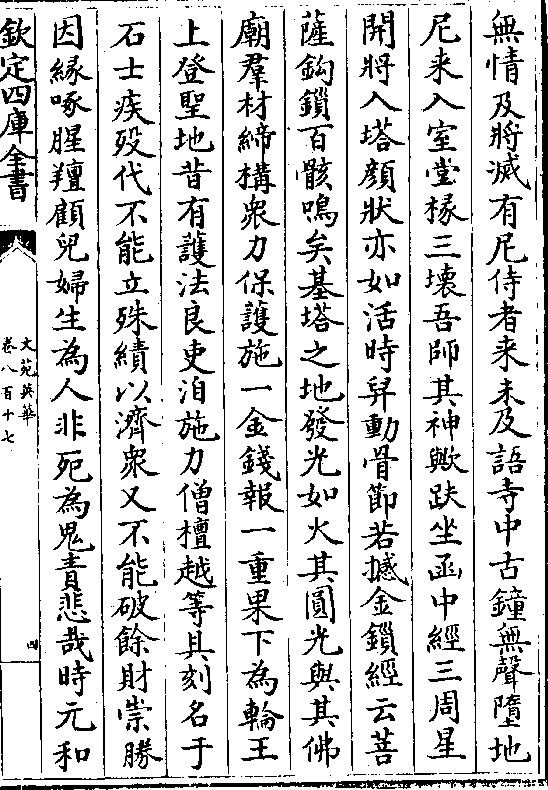 無情及將滅有尼侍者来未及語寺中古鐘無聲墮地
尼来入室堂椽三壊吾師其神歟趺坐函中經三周星
開將入塔顔狀亦如活時舁動骨節若撼金鎖經云菩
薩鈎鎖百骸鳴矣基塔之地發光如火其圓光與其佛
廟羣材締構衆力保護施一金錢報一重果下為輪王
上登聖地昔有護法良吏洎施力僧檀越等具刻名于
石士疾殁代不能立殊績以濟衆又不能破餘財崇勝
因縁啄腥羶顧兒婦生為人非死為鬼責悲哉時元和
欽定四庫全書
文苑英華
卷八百十七
四